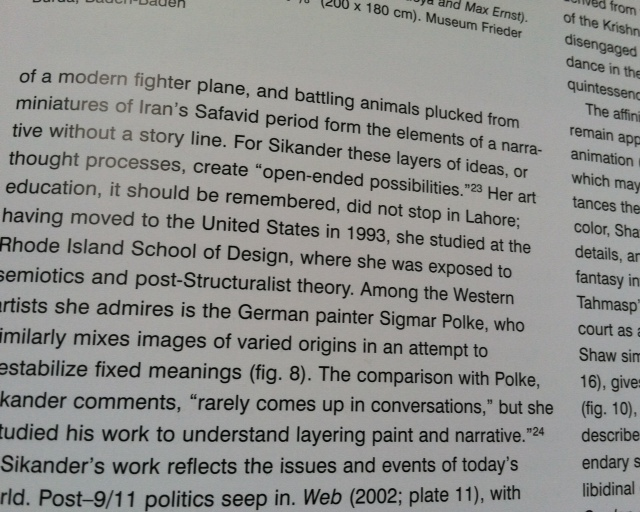 Baden-Baden
ya and Max Ernst).
(200 x 180 cm). Museum Frieder
of a modern fighter plane, and battling animals plucked from
miniatures of Iran's Safavid period form the elements of a narra-
tive without a story line. For Sikander these layers of ideas, or
thought processes, create “open-ended possibilities.”23 Her art
education, it should be remembered, did not stop in Lahore;
having moved to the United States in 1993, she studied at the
Rhode Island School of Design, where she was exposed to
semiotics and post-Structuralist theory. Among the Western
artists she admires is the German painter Sigmar Polke, who
imilarly mixes images of varied origins in an attempt to
estabilize fixed meanings (fig. 8). The comparison with Polke,
kander comments, “rarely comes up in conversations,” but she
tudied his work to understand layering paint and narrative.”24
Sikander's work reflects the issues and events of today's
rld. Post–9/11 politics seep in. Web (2002; plate 11), with
from
of the Krishn
disengaged
dance in the
quintessenc
The affini
remain app
animation
which may
tances the
color, Sha
details, an
fantasy in
Tahmasp'
court as a
Shaw sim
16), gives
(fig. 10),
describe
endary s
libidinal